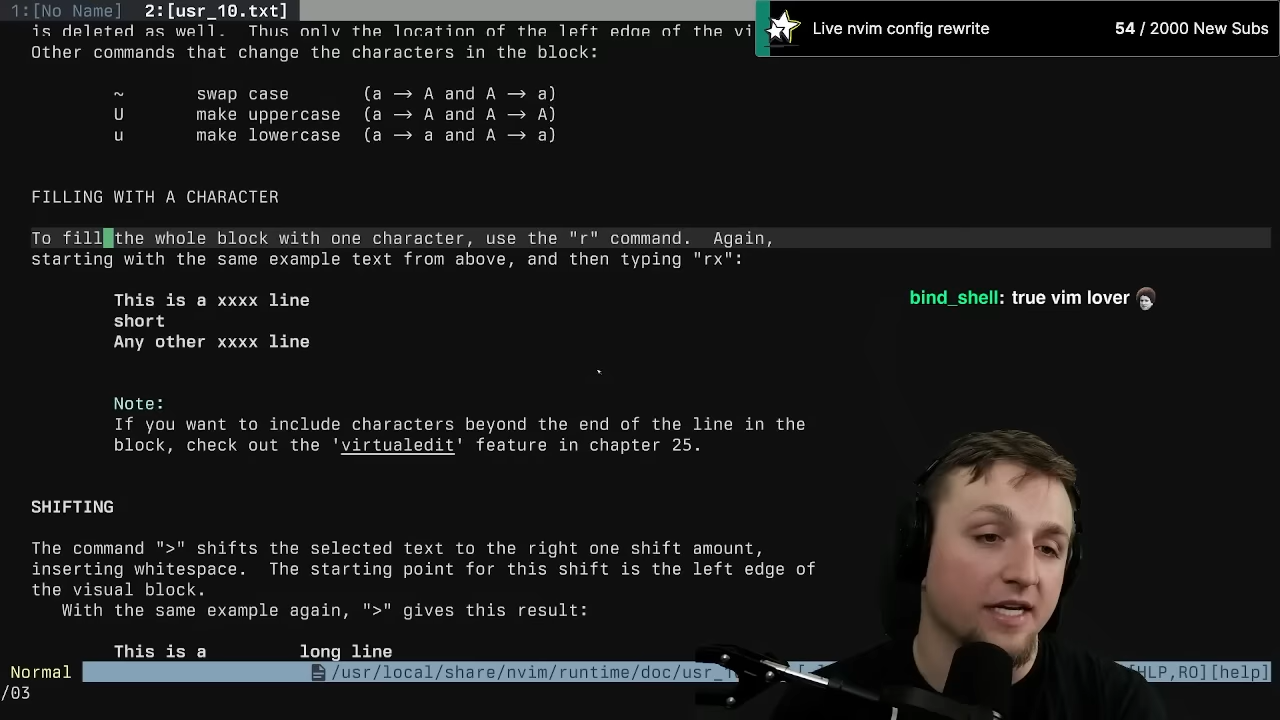 1:[No Name]  2:[usr_10.txt]
Live nvim config rewrite
54 / 2000 New Subs
is deleted as well.  Thus only the location of the left edge of the vi
Other commands that change the characters in the block:
~       swap case       (a → A and A → a)
U       make uppercase  (a → A and A → A)
u       make lowercase  (a → a and A → a)
FILLING WITH A CHARACTER
To fill the whole block with one character, use the "r" command.  Again,
starting with the same example text from above, and then typing "rx":
bind_shell: true vim lover
This is a xxxx line
short
Any other xxxx line
Note:
If you want to include characters beyond the end of the line in the
block, check out the 'virtualedit' feature in chapter 25.
SHIFTING
The command ">" shifts the selected text to the right one shift amount,
inserting whitespace.  The starting point for this shift is the left edge of
the visual block.
With the same example again, ">" gives this result:
This is a         long line
Normal  /usr/local/share/nvim/runtime/doc/usr_1 HLP,RO][help]
/03